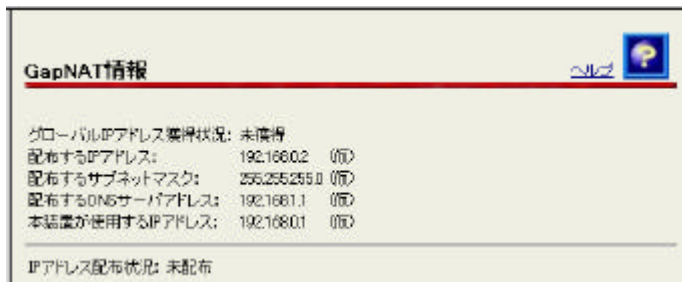 GapNAT情報
ヘルプ
グローバルIPアドレス獲得状況: 未獲得
配布するIPアドレス: 192.168.0.2 (仮)
配布するサブネットマスク: 255.255.255.0 (仮)
配布するDNSサーバアドレス: 192.168.1.1 (仮)
本装置が使用するIPアドレス: 192.168.0.1 (仮)
IPアドレス配布状況: 未配布